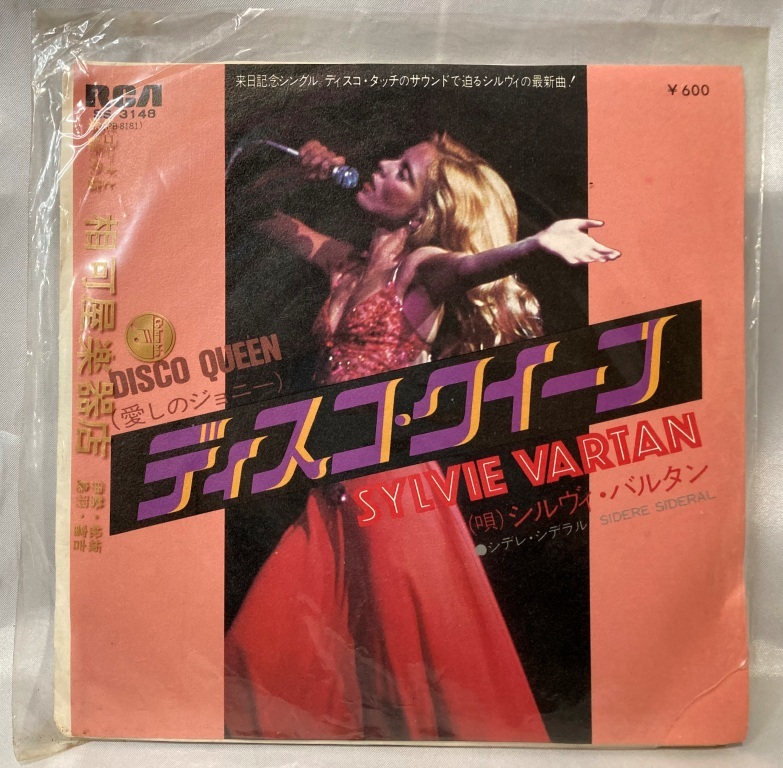 来日記念シングル。ディスコ・タッチのサウンドで迫るシルヴィの最新曲!
¥600
RCA
SS 3148
相可屋楽器店
DISCO QUEEN
(愛しのジョニー)
ディスコ・クイーン
SYLVIE VARTAN
(唄) シルヴィ・バルタン
●シデレ・シデラル SIDERE SIDERAL